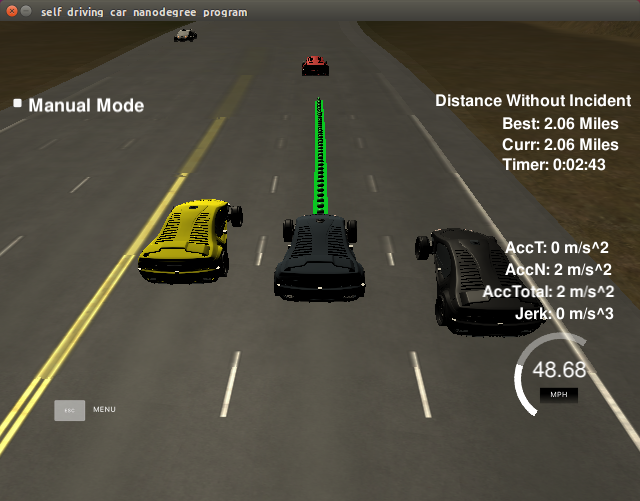 self driving car nanodegree program
Manual Mode
Distance Without Incident
Best: 2.06 Miles
Curr: 2.06 Miles
Timer: 0:02:43
AccT: 0 m/s^2
AccN: 2 m/s^2
AccTotal: 2 m/s^2
Jerk: 0 m/s^3
48.68
MPH
ESC MENU